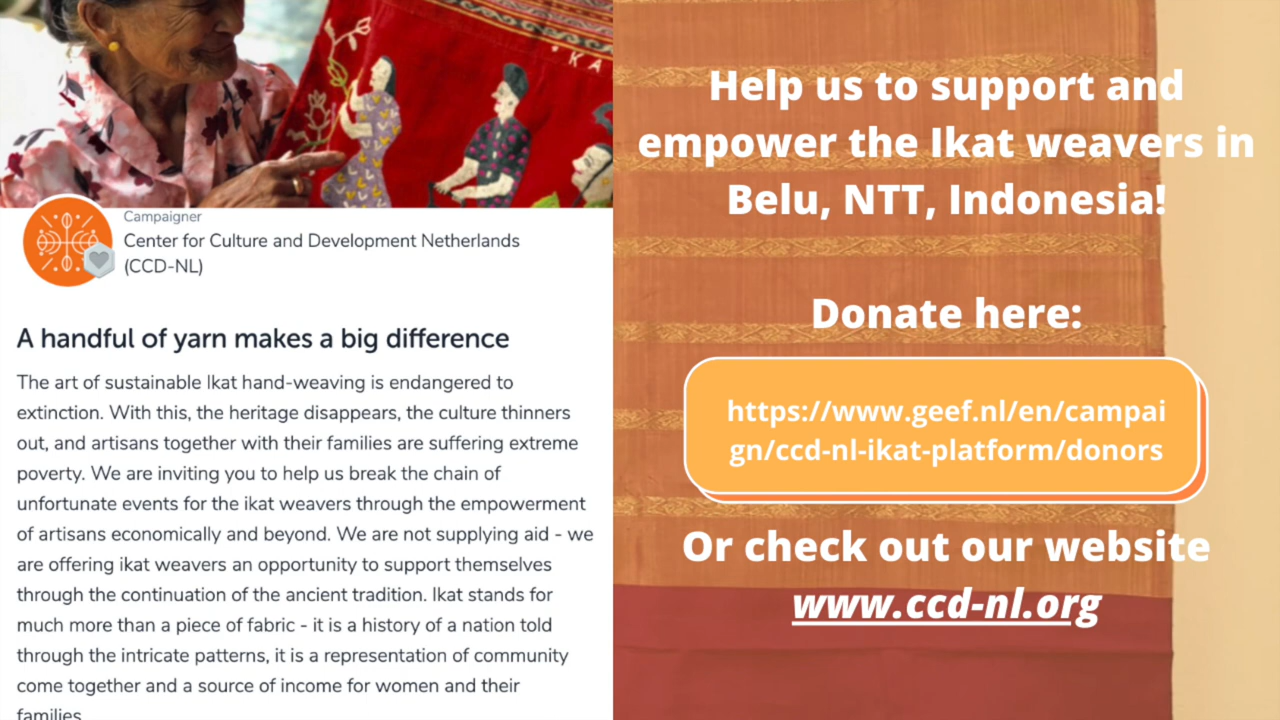 KA
Campaigner
Center for Culture and Development Netherlands
(CCD-NL)
A handful of yarn makes a big difference
The art of sustainable Ikat hand-weaving is endangered to
extinction. With this, the heritage disappears, the culture thinners
out, and artisans together with their families are suffering extreme
poverty. We are inviting you to help us break the chain of
unfortunate events for the ikat weavers through the empowerment
of artisans economically and beyond. We are not supplying aid - we
are offering ikat weavers an opportunity to support themselves
through the continuation of the ancient tradition. Ikat stands for
much more than a piece of fabric - it is a history of a nation told
through the intricate patterns, it is a representation of community
come together and a source of income for women and their
families
Help us to support and
empower the Ikat weavers in
Belu, NTT, Indonesia!
Donate here:
https://www.geef.nl/en/campai
gn/ccd-nl-ikat-platform/donors
Or check out our website
www.ccd-nl.org